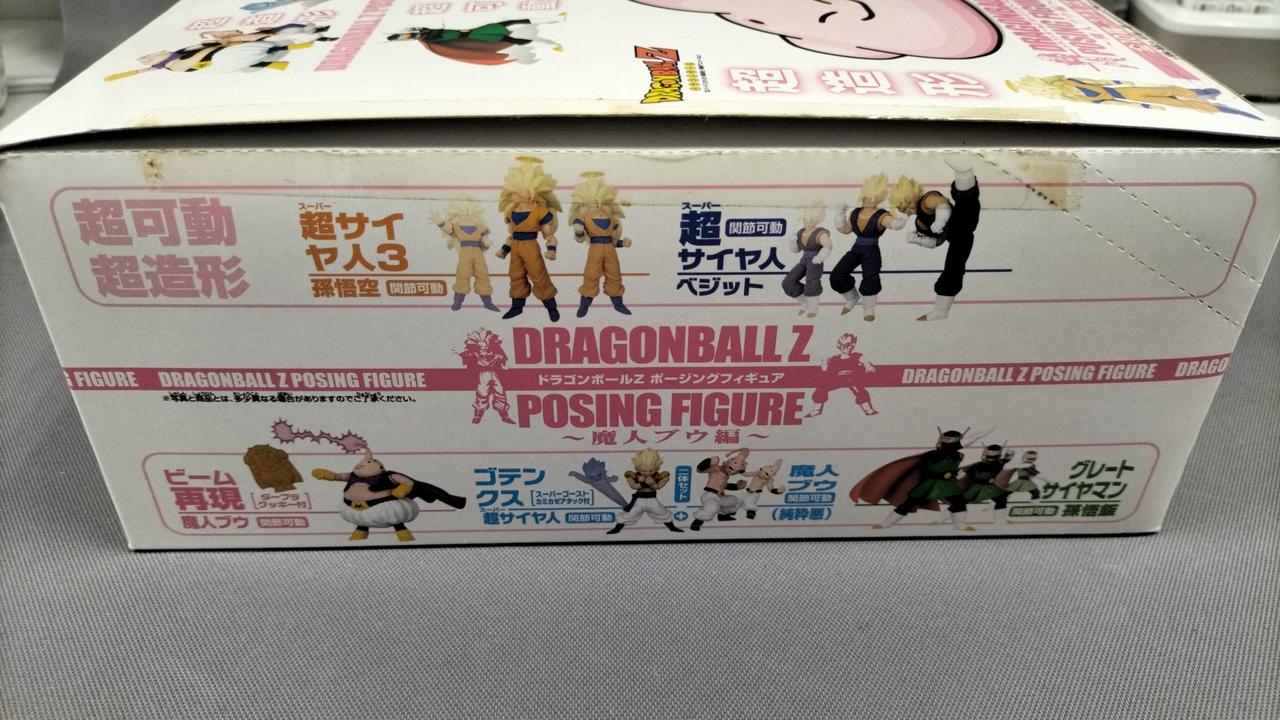 DRAGONBALL Z
超造形
超可動
超造形
スーパー
超サイ
ヤ人3
孫悟空 関節可動
スーパー
超 関節可動
サイヤ人
ベジット
DRAGONBALL Z
FIGURE DRAGONBALL Z POSING FIGURE
ドラゴンボールZ ポージングフィギュア
DRAGONBALL Z POSING FIGURE DRAGO
※写真と商品とは、多少異なる場合がありますのでご了承ください。
POSING FIGURE
〜魔人ブウ編〜
ビーム
再現
ダーブラクッキー付
魔人ブウ 関節可動
ゴテン
クス
スーパーゴースト
カミカゼアタック付
スーパー
超サイヤ人 関節可動
二体セット
+
魔人
ブウ
関節可動
(純粋悪)
グレート
サイヤマン
関節可動 孫悟飯